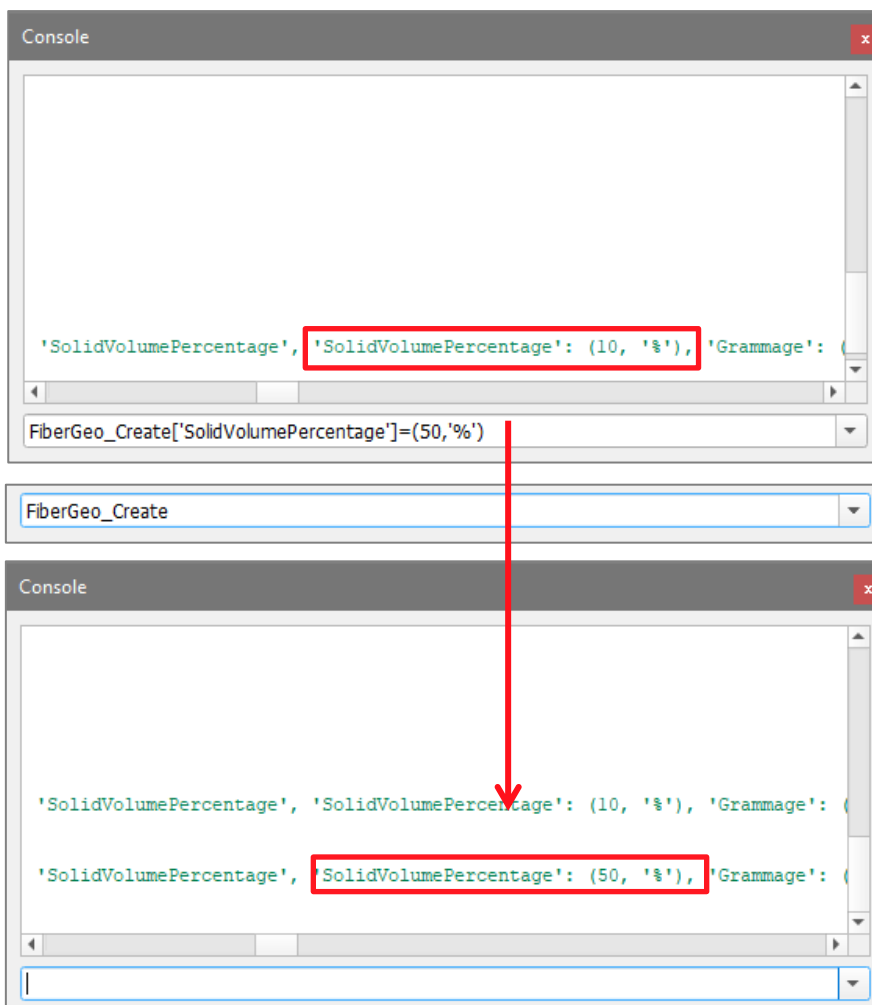 Console
x
'SolidVolumePercentage', 'SolidVolumePercentage': (10, '%'), 'Grammage': (
FiberGeo_Create['SolidVolumePercentage']=(50,'%')
FiberGeo_Create
Console
x
'SolidVolumePercentage', 'SolidVolumePercentage': (10, '%'), 'Grammage': (
'SolidVolumePercentage', 'SolidVolumePercentage': (50, '%'), 'Grammage': (